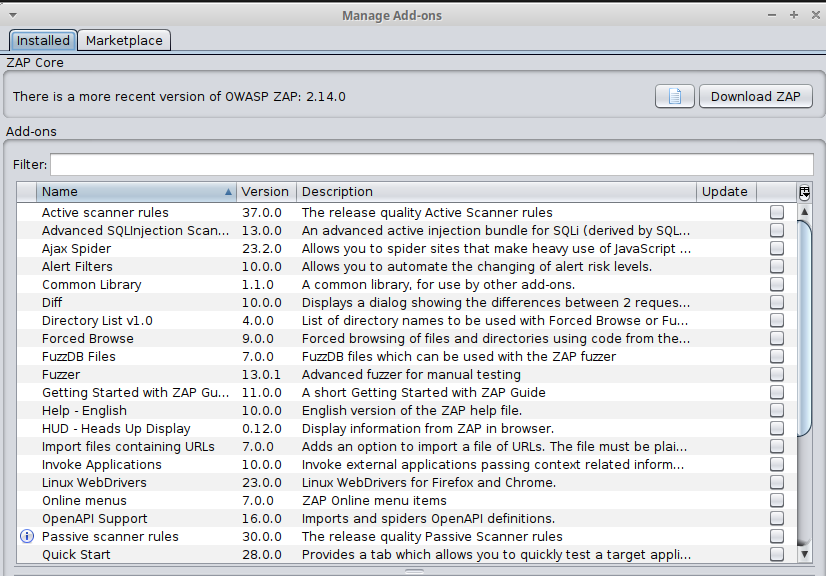 Manage Add-ons
Installed Marketplace
ZAP Core
There is a more recent version of OWASP ZAP: 2.14.0 Download ZAP
Add-ons
Filter:
Name Version Description Update
Active scanner rules 37.0.0 The release quality Active Scanner rules
Advanced SQLInjection Scan... 13.0.0 An advanced active injection bundle for SQLi (derived by SQL...
Ajax Spider 23.2.0 Allows you to spider sites that make heavy use of JavaScript ...
Alert Filters 10.0.0 Allows you to automate the changing of alert risk levels.
Common Library 1.1.0 A common library, for use by other add-ons.
Diff 10.0.0 Displays a dialog showing the differences between 2 reques...
Directory List v1.0 4.0.0 List of directory names to be used with Forced Browse or Fu...
Forced Browse 9.0.0 Forced browsing of files and directories using code from the...
FuzzDB Files 7.0.0 FuzzDB files which can be used with the ZAP fuzzer
Fuzzer 13.0.1 Advanced fuzzer for manual testing
Getting Started with ZAP Gu... 11.0.0 A short Getting Started with ZAP Guide
Help - English 10.0.0 English version of the ZAP help file.
HUD - Heads Up Display 0.12.0 Display information from ZAP in browser.
Import files containing URLs 7.0.0 Adds an option to import a file of URLs. The file must be plai...
Invoke Applications 10.0.0 Invoke external applications passing context related inform...
Linux WebDrivers 23.0.0 Linux WebDrivers for Firefox and Chrome.
Online menus 7.0.0 ZAP Online menu items
OpenAPI Support 16.0.0 Imports and spiders OpenAPI definitions.
Passive scanner rules 30.0.0 The release quality Passive Scanner rules
Quick Start 28.0.0 Provides a tab which allows you to quickly test a target appli...